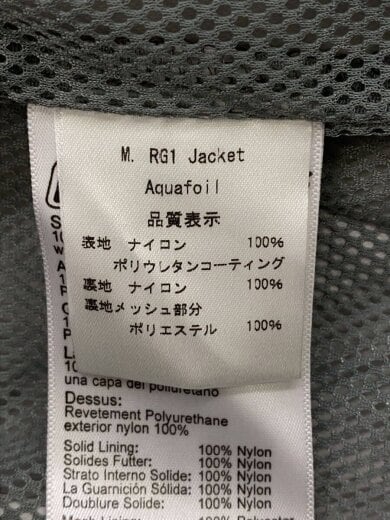 M. RG1 Jacket
Aquafoil
品質表示
表地 ナイロン 100%
ポリウレタンコーティング
裏地 ナイロン 100%
裏地メッシュ部分
ポリエステル 100%
una capa del poliuretano
Dessus:
Revetement Polyurethane
exterior nylon 100%
Solid Lining: 100% Nylon
Solides Futter: 100% Nylon
Strato Interno Solide: 100% Nylon
La Guarnición Sólida: 100% Nylon
Doublure Solide: 100% Nylon